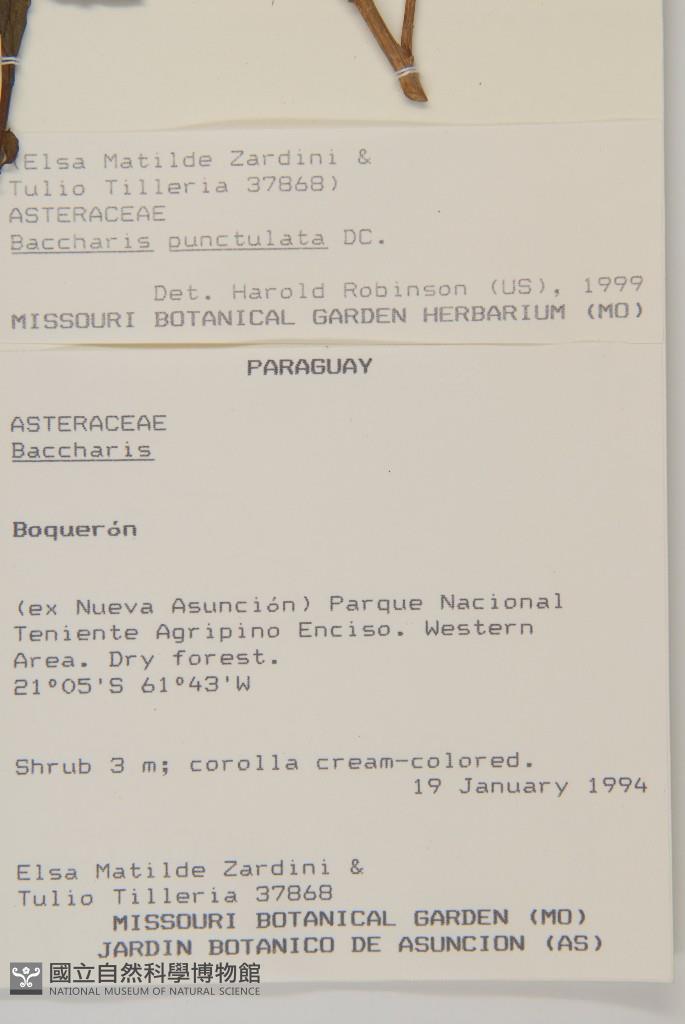 (Elsa Matilde Zardini &
Tulio Tilleria 37868)
ASTERACEAE
Baccharis punctulata DC.
Det. Harold Robinson (US), 1999
MISSOURI BOTANICAL GARDEN HERBARIUM (MO)
PARAGUAY
ASTERACEAE
Baccharis
Boquerón
(ex Nueva Asunción) Parque Nacional
Teniente Agripino Enciso. Western
Area. Dry forest.
21°05'S 61°43'W
Shrub 3 m; corolla cream-colored.
19 January 1994
Elsa Matilde Zardini &
Tulio Tilleria 37868
MISSOURI BOTANICAL GARDEN (MO)
JARDIN BOTANICO DE ASUNCION (AS)
國立自然科學博物館
NATIONAL MUSEUM OF NATURAL SCIENCE